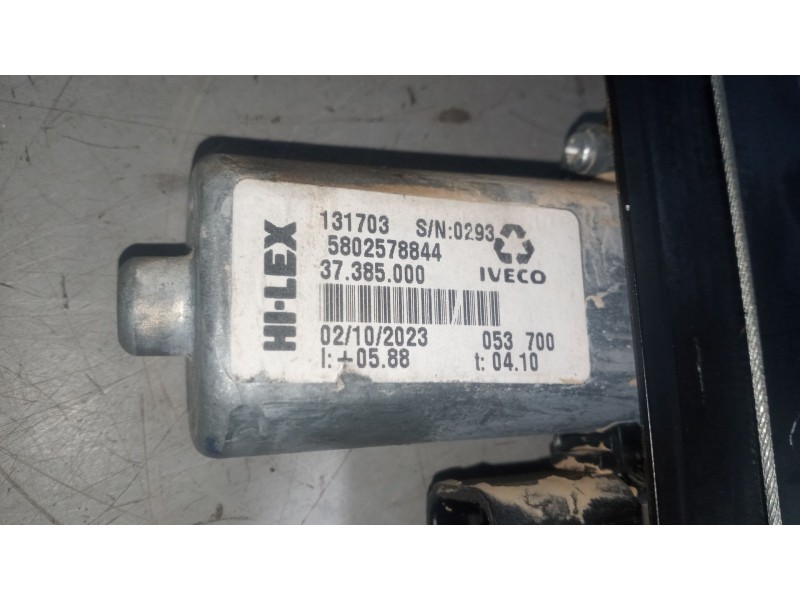 HI-LEX
131703 S/N:0293
5802578844
37.385.000
IVECO
02/10/2023 053 700
I: +05.88 t: 04.10